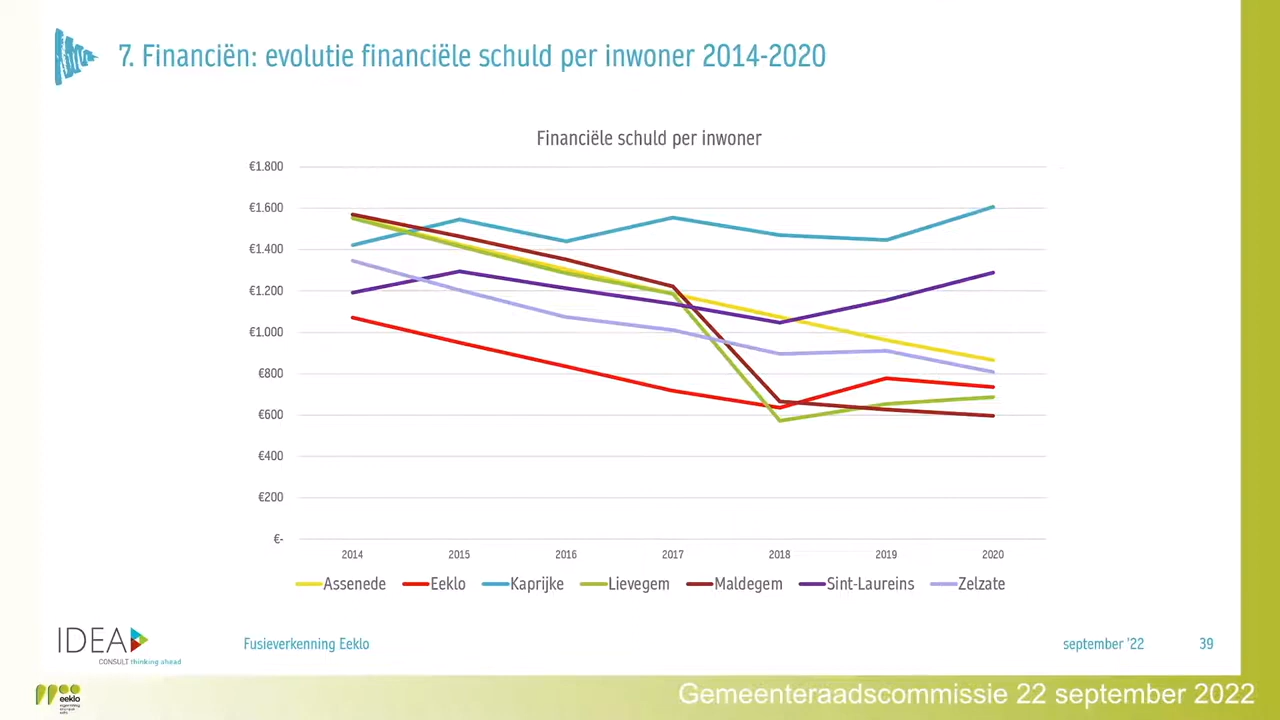 7. Financiën: evolutie financiële schuld per inwoner 2014-2020
Financiële schuld per inwoner
€1.800
€1.600
€1.400
€1.200
€1.000
€800
€600
€400
€200
€-
2014 2015 2016 2017 2018 2019 2020
Assenede Eeklo Kaprijke Lievegem Maldegem Sint-Laureins Zelzate
IDEA
CONSULT thinking ahead
Fusieverkenning Eeklo september '22 39
eeklo
Gemeenteraadscommissie 22 september 2022